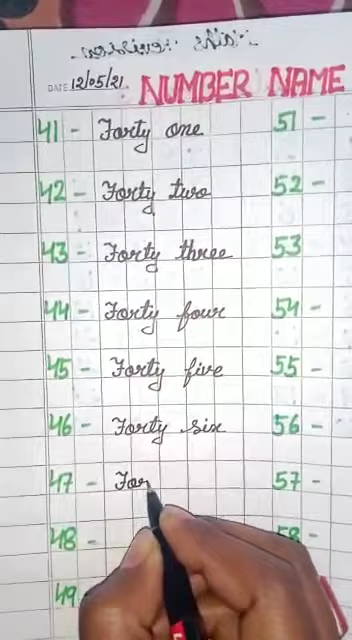 DATE 12/05/21. NUMBER NAME
41 - Forty one 51 -
42 - Forty two 52 -
43 - Forty three 53
44 - Forty four 54 -
45 - Forty five 55 -
46 - Forty six 56 -
47 - For 57 -
48 - 58 -
49